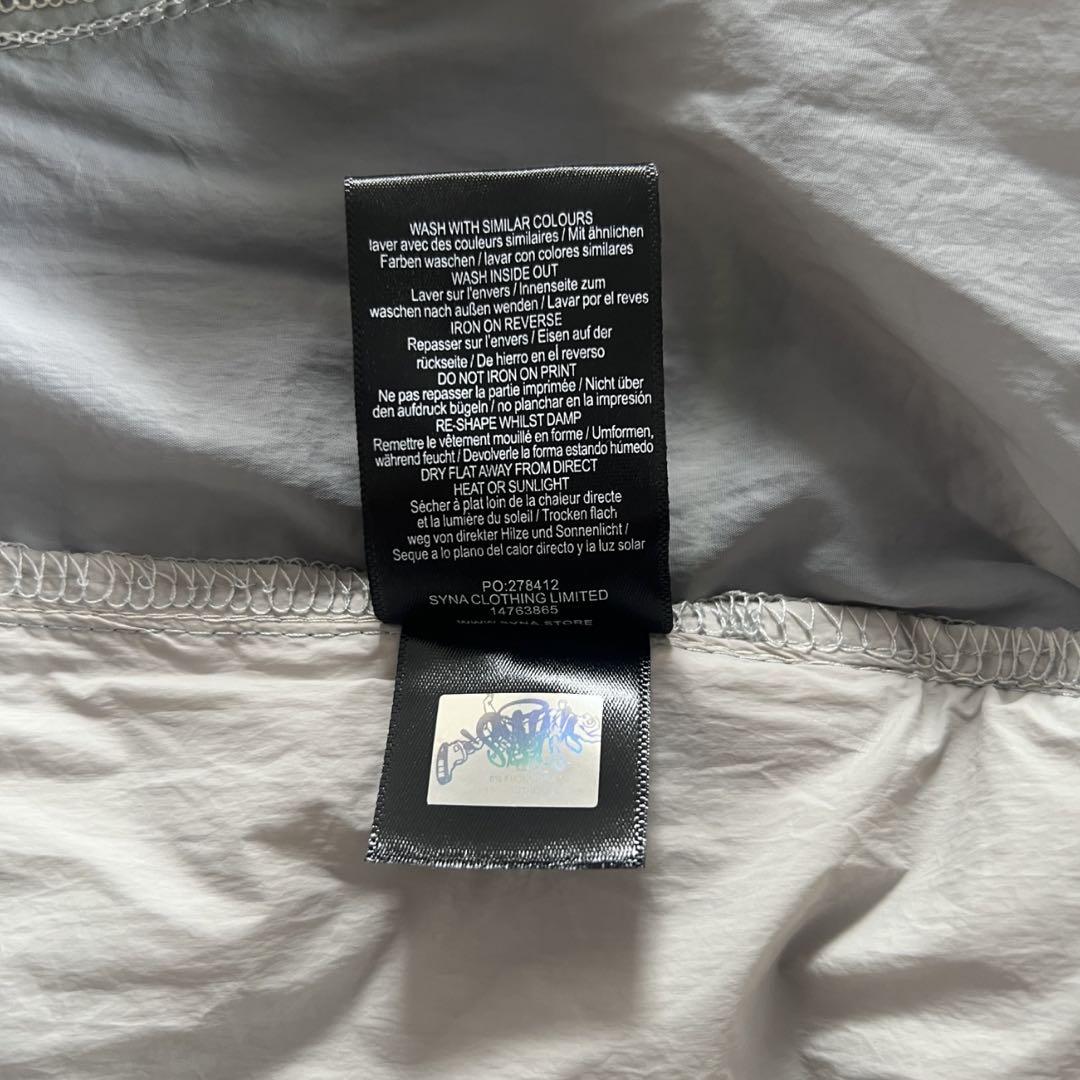 WASH WITH SIMILAR COLOURS
laver avec des couleurs similaires / Mit ähnlichen
Farben waschen / lavar con colores similares
WASH INSIDE OUT
Laver sur l'envers / Innenseite zum
waschen nach außen wenden / Lavar por el reves
IRON ON REVERSE
Repasser sur l'envers / Eisen auf der
rückseite / De hierro en el reverso
DO NOT IRON ON PRINT
Ne pas repasser la partie imprimée / Nicht über
den aufdruck bügeln / no planchar en la impresión
RE-SHAPE WHILST DAMP
Remettre le vêtement mouillé en forme / Umformen,
während feucht / Devolverle la forma estando húmedo
DRY FLAT AWAY FROM DIRECT
HEAT OR SUNLIGHT
Sécher à plat loin de la chaleur directe
et la lumière du soleil / Trocken flach
weg von direkter Hilze und Sonnenlicht /
Seque a lo plano del calor directo y la luz solar
PO:278412
SYNA CLOTHING LIMITED
14763865
WWW.SYNA.STORE